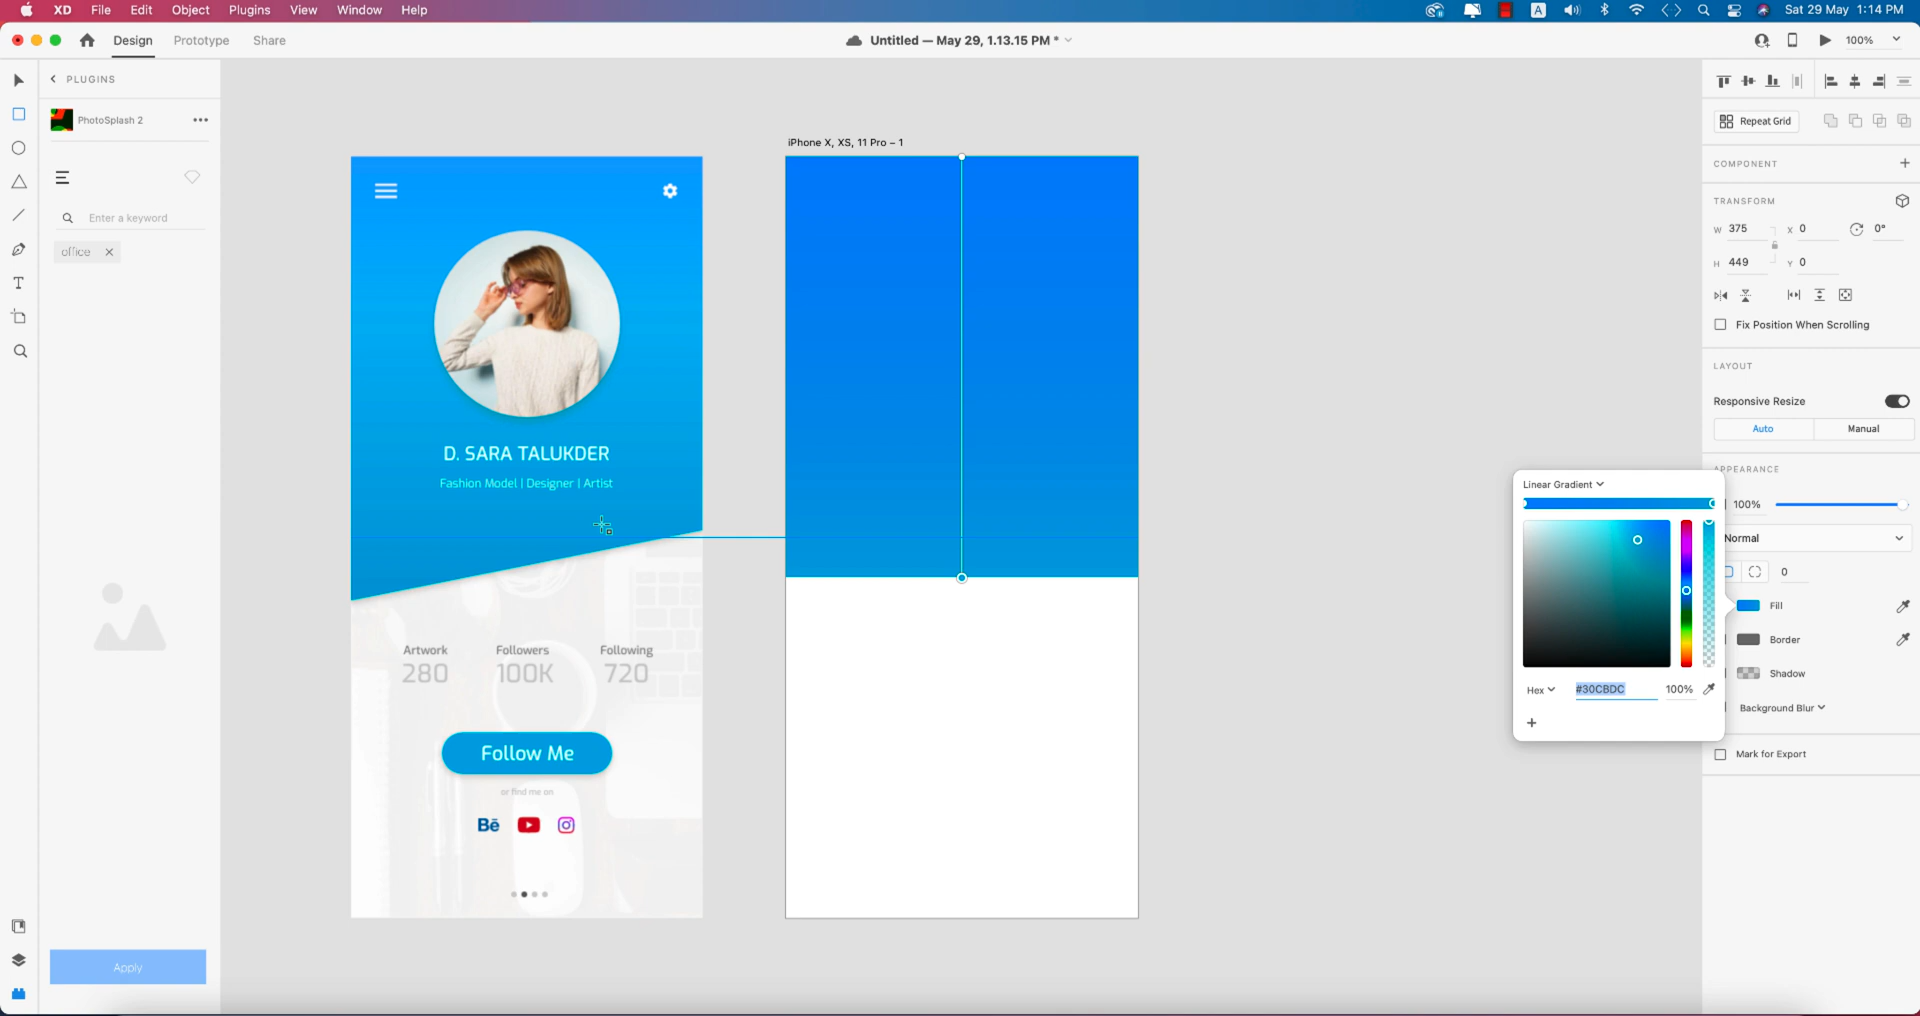 XD File Edit Object Plugins View Window Help
A
Sat 29 May 1:14 PM
Design Prototype Share
Untitled — May 29, 1.13.15 PM *
100%
PLUGINS
PhotoSplash 2
Enter a keyword
office
Apply
D. SARA TALUKDER
Fashion Model | Designer | Artist
Artwork Followers Following
280 100K 720
Follow Me
or find me on
Bē
iPhone X, XS, 11 Pro – 1
Repeat Grid
COMPONENT
TRANSFORM
W 375 X 0 0°
H 449 Y 0
Fix Position When Scrolling
LAYOUT
Responsive Resize
Auto Manual
APPEARANCE
100%
Normal
0
Fill
Border
Shadow
Background Blur
Mark for Export
Linear Gradient
Hex #30CBDC 100%
T